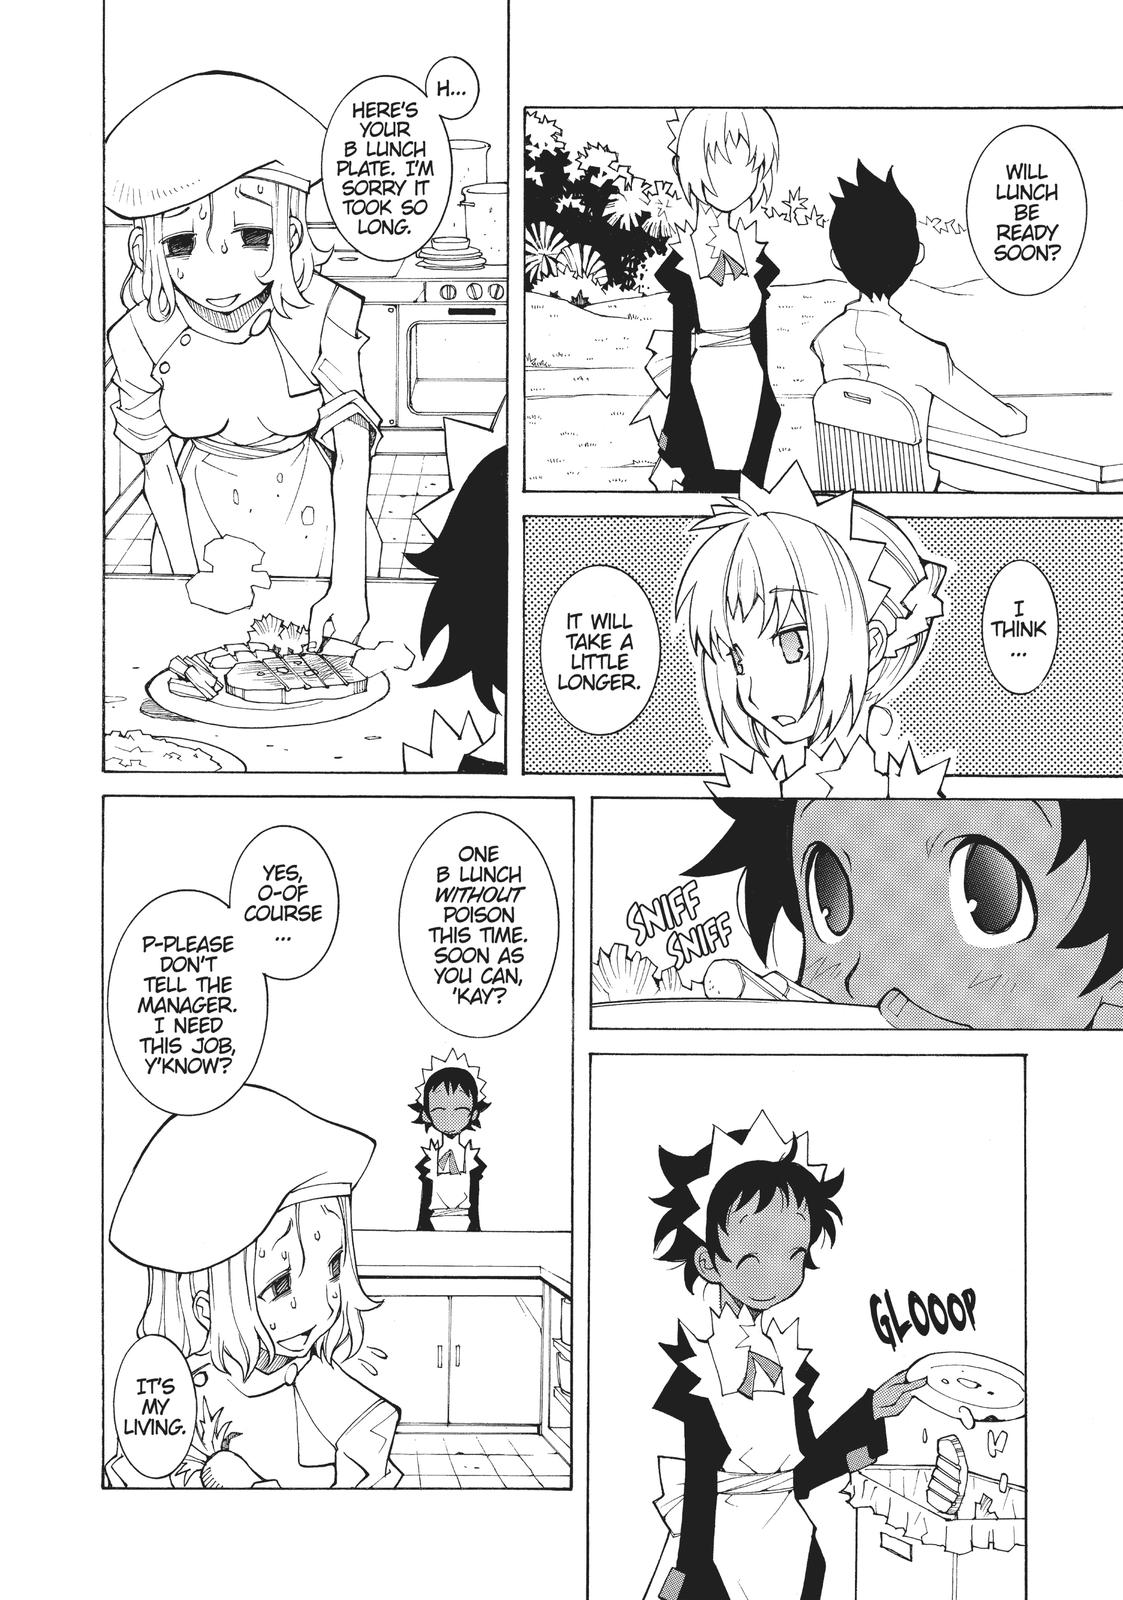 WILL
LUNCH
BE
READY
SOON?
I
THINK
...
IT WILL
TAKE A
LITTLE
LONGER.
H...
HERE'S
YOUR
B LUNCH
PLATE. I'M
SORRY IT
TOOK SO
LONG.
SNIFF
SNIFF
GLOOOP
ONE
B LUNCH
WITHOUT
POISON
THIS TIME.
SOON AS
YOU CAN,
'KAY?
YES,
O-OF
COURSE
...
P-PLEASE
DON'T
TELL THE
MANAGER.
I NEED
THIS JOB,
Y'KNOW?
IT'S
MY
LIVING.